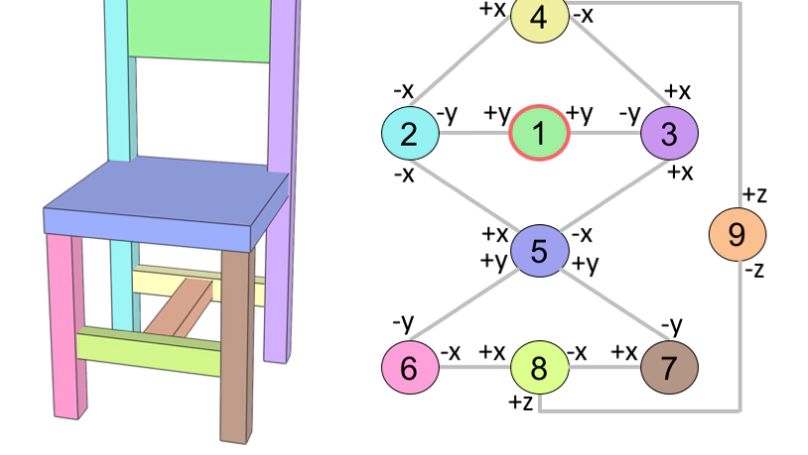 +x 4 -x
-x +x
2 -y +y 1 +y -y 3
-x +x
+z
+x 5 -x 9
+y +y -z
-y -y
6 -x +x 8 -x +x 7
+z